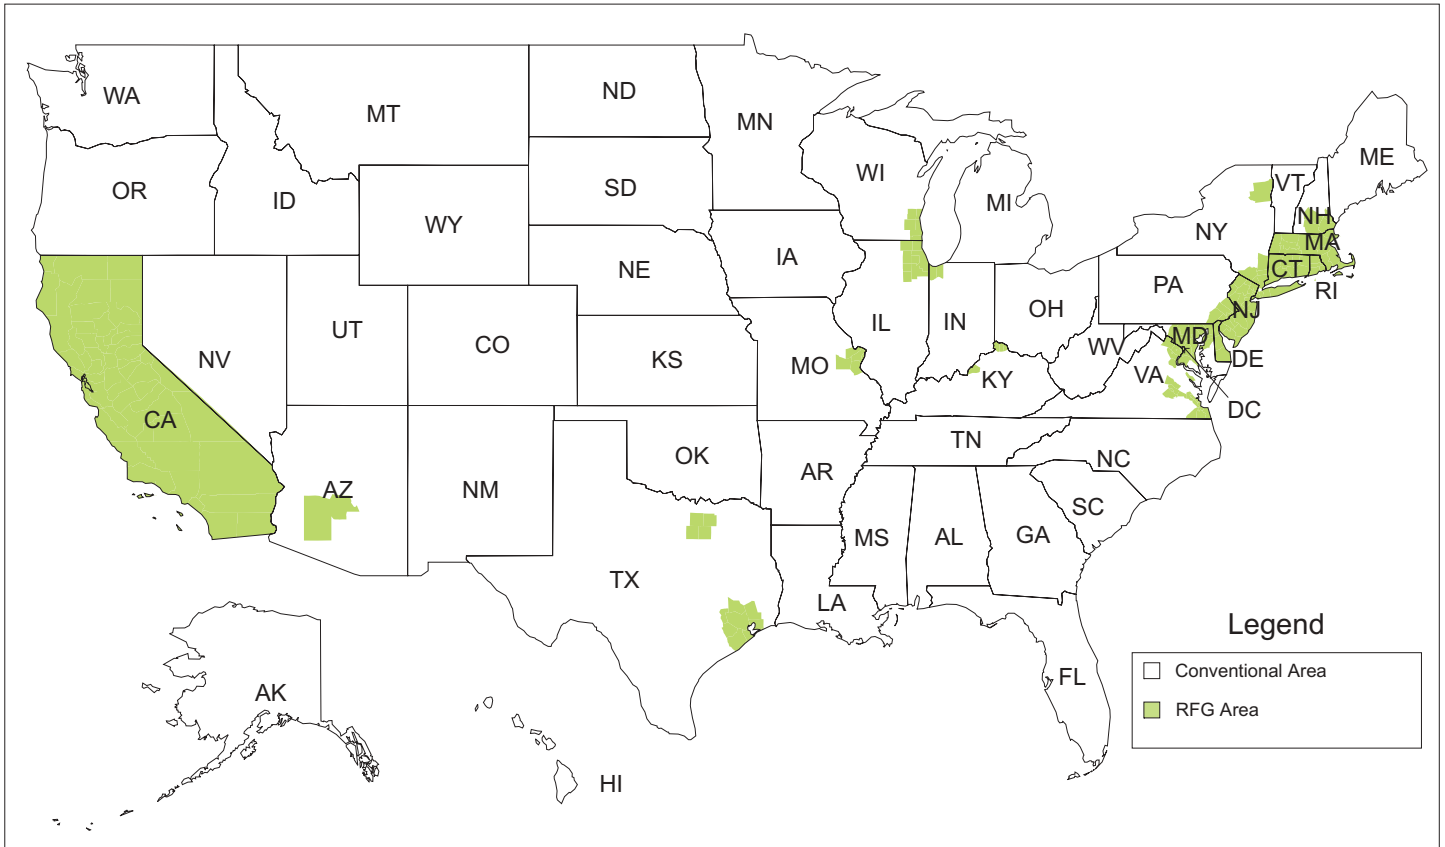 WA
MT
ND
MN
OR
ID
WY
SD
WI
MI
NY
VT
NH
ME
MA
CT
RI
NV
UT
CO
NE
IA
KS
MO
IL
IN
OH
PA
NJ
MD
DE
DC
WV
VA
KY
CA
AZ
NM
OK
AR
TN
NC
SC
MS
AL
GA
TX
LA
FL
AK
HI
Legend
Conventional Area
RFG Area